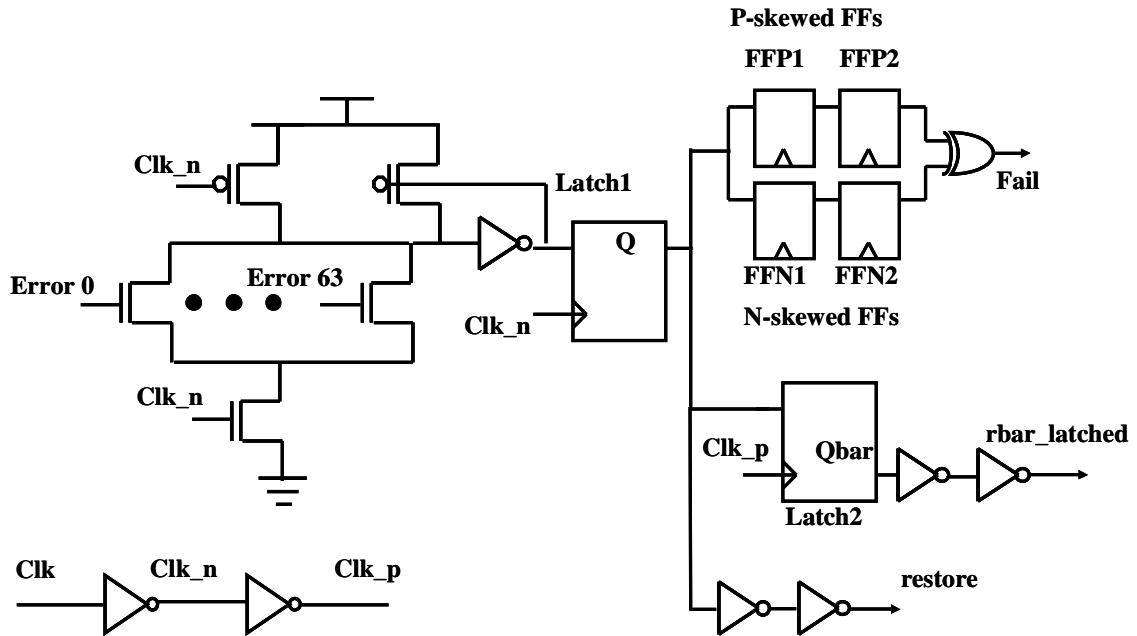 P-skewed FFs
FFP1 FFP2
Clk_n
Latch1
Fail
Q
Error 0
Error 63
FFN1 FFN2
Clk_n
N-skewed FFs
Clk_n
rbar_latched
Clk_p
Qbar
Latch2
Clk Clk_n Clk_p
restore